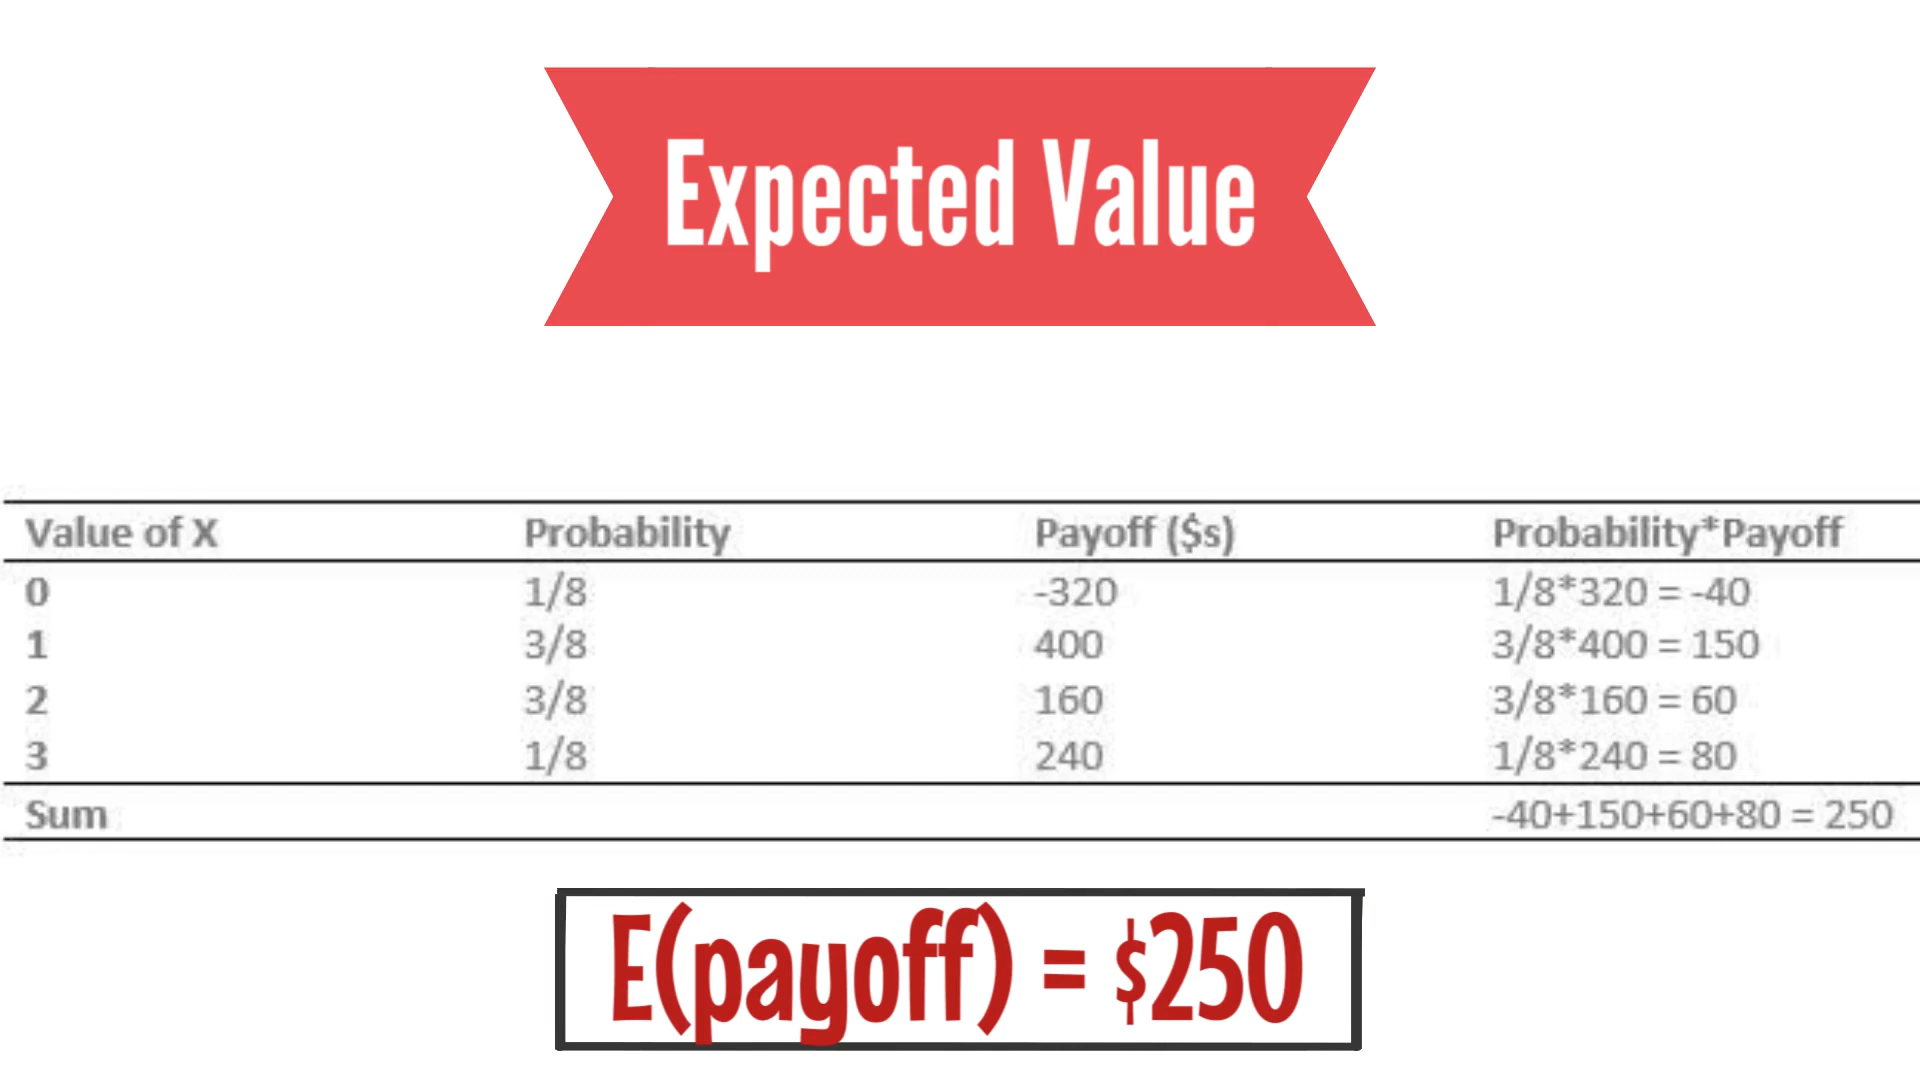 Expected Value
Value of X Probability Payoff ($s) Probability*Payoff
0 1/8 -320 1/8*320 = -40
1 3/8 400 3/8*400 = 150
2 3/8 160 3/8*160 = 60
3 1/8 240 1/8*240 = 80
Sum -40+150+60+80 = 250
E(payoff) = $250